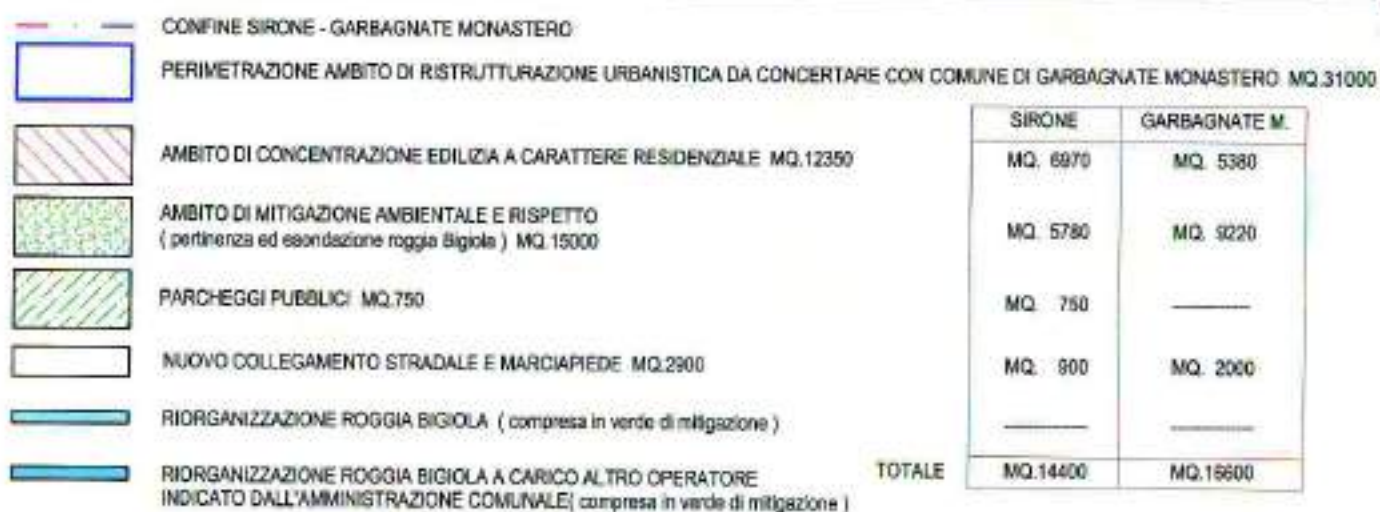 CONFINE SIRONE - GARBAGNATE MONASTERO
PERIMETRAZIONE AMBITO DI RISTRUTTURAZIONE URBANISTICA DA CONCERTARE CON COMUNE DI GARBAGNATE MONASTERO MQ.31000
SIRONE GARBAGNATE M.
AMBITO DI CONCENTRAZIONE EDILIZIA A CARATTERE RESIDENZIALE MQ.12350 MQ. 6970 MQ. 5380
AMBITO DI MITIGAZIONE AMBIENTALE E RISPETTO
( pertinenza ed esondazione roggia Bigiola ) MQ.15000 MQ. 5780 MQ. 9220
PARCHEGGI PUBBLICI MQ.750 MQ. 750 ----------
NUOVO COLLEGAMENTO STRADALE E MARCIAPIEDE MQ.2900 MQ. 900 MQ. 2000
RIORGANIZZAZIONE ROGGIA BIGIOLA ( compresa in verde di mitigazione ) ---------- ----------
RIORGANIZZAZIONE ROGGIA BIGIOLA A CARICO ALTRO OPERATORE TOTALE MQ.14400 MQ.16600
INDICATO DALL'AMMINISTRAZIONE COMUNALE( compresa in verde di mitigazione )